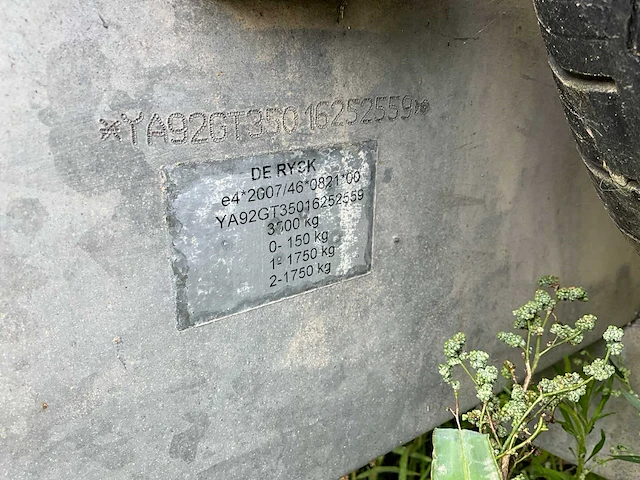 *YA92GT35016252559*
DE RYCK
e4*2007/46*0821*00
YA92GT35016252559
3500 kg
0- 150 kg
1- 1750 kg
2-1750 kg